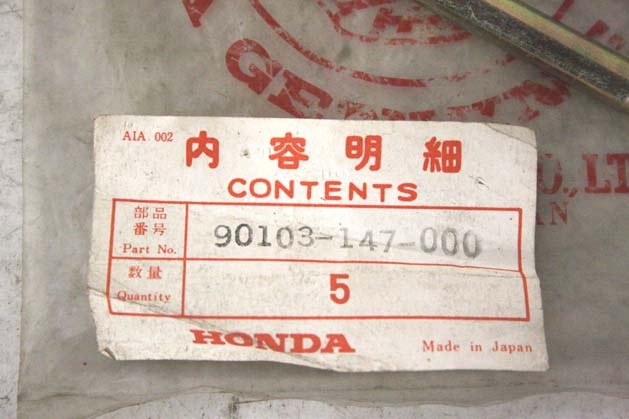 AIA 002
内容明細
CONTENTS
部品
番号
Part No.
90103-147-000
数量
Quantity
5
HONDA
Made in Japan